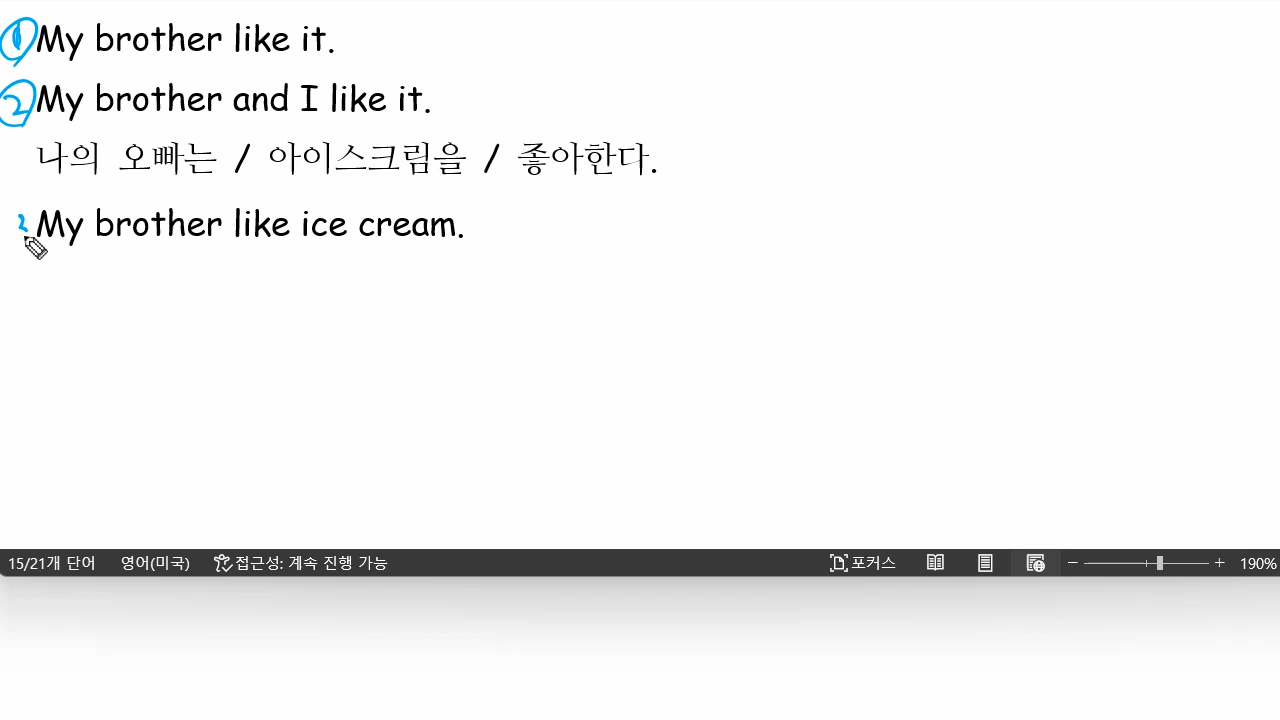 ① My brother like it.
② My brother and I like it.
나의 오빠는 / 아이스크림을 / 좋아한다.
My brother like ice cream.
15/21개 단어 영어(미국) 접근성: 계속 진행 가능 포커스 190%